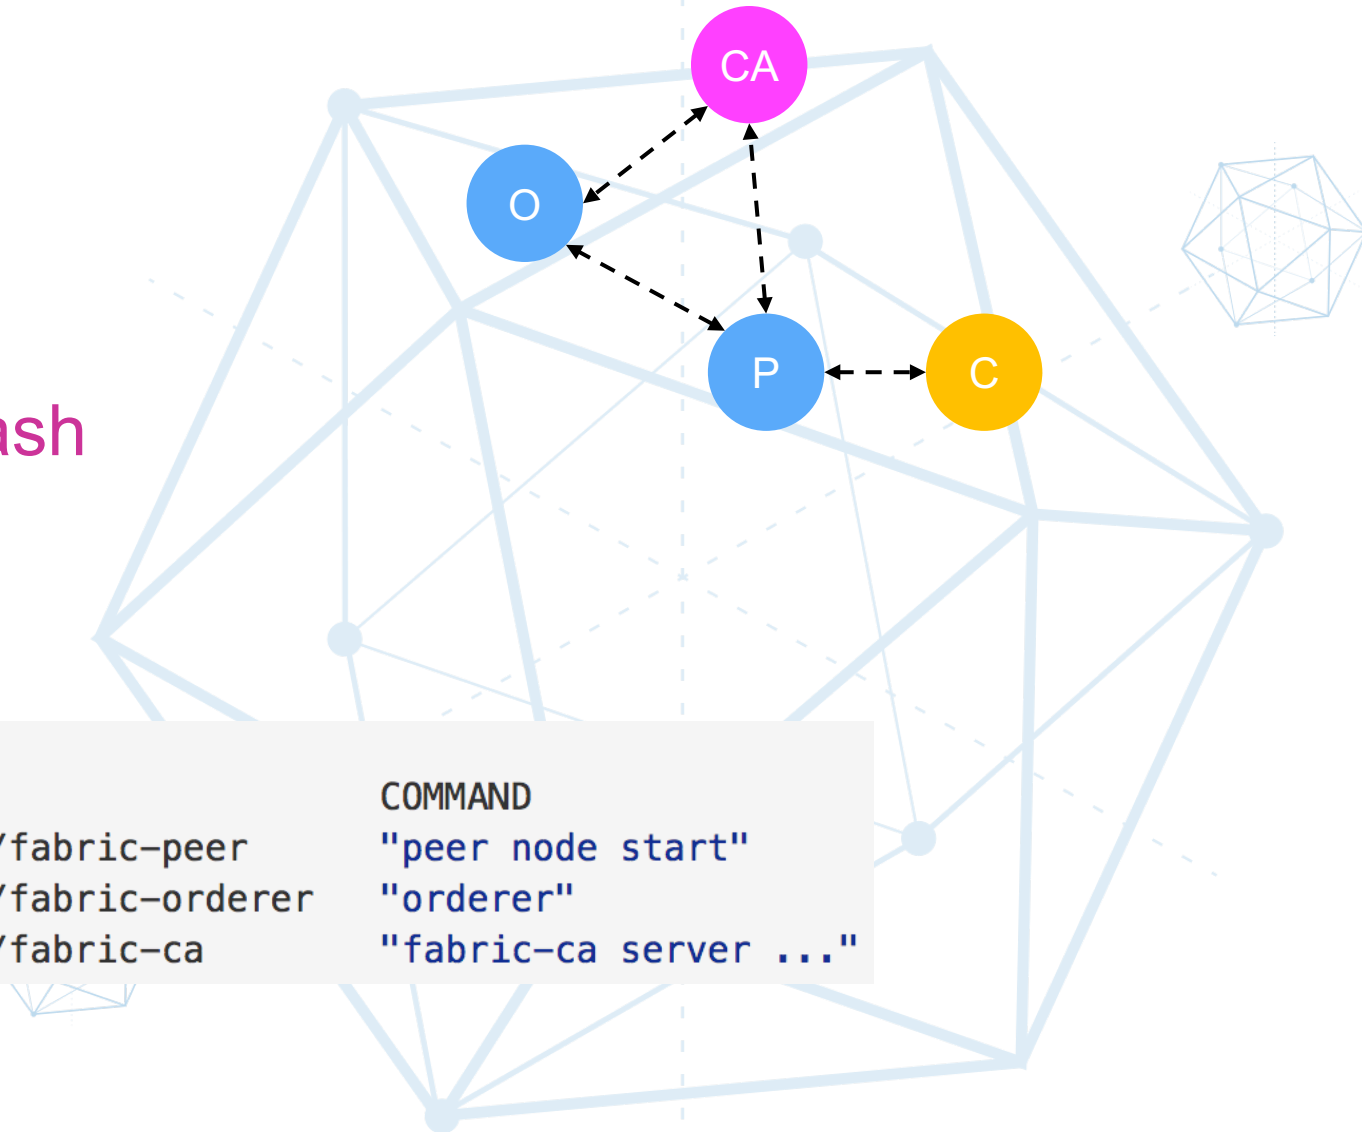 CA
O
P
C
ash
COMMAND
/fabric-peer "peer node start"
/fabric-orderer "orderer"
/fabric-ca "fabric-ca server ..."